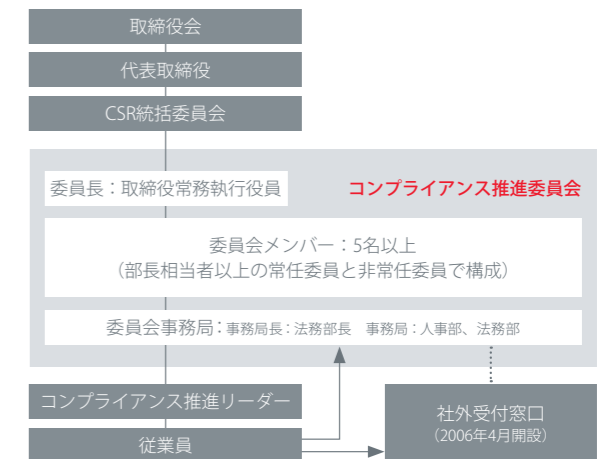 取締役会
代表取締役
CSR統括委員会
委員長：取締役常務執行役員
コンプライアンス推進委員会
委員会メンバー：5名以上
（部長相当者以上の常任委員と非常任委員で構成）
委員会事務局：事務局長：法務部長　事務局：人事部、法務部
コンプライアンス推進リーダー
従業員
社外受付窓口
（2006年4月開設）